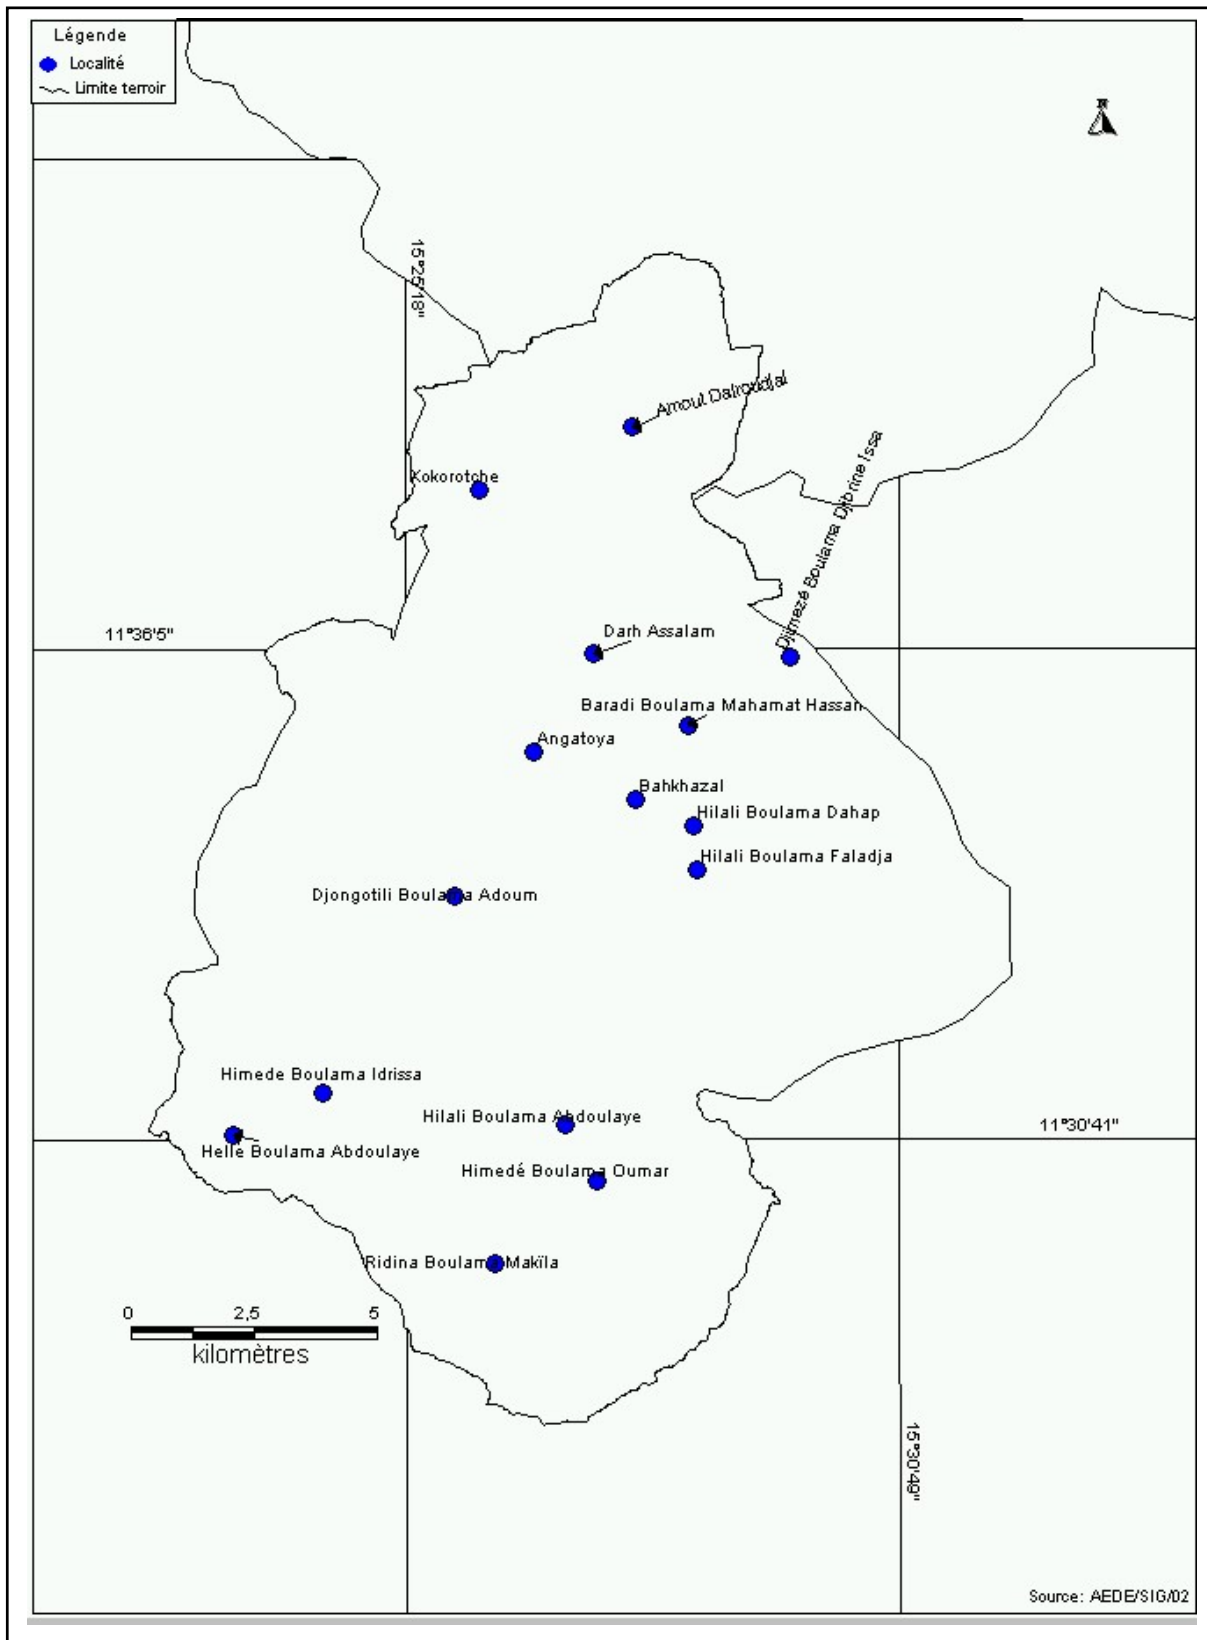 Légende
Localité
Limite terroir
N
15°25'18"
Amoul Dalroudjal
Kokorotche
Djimezé Boulama Djibrine Issa
11°36'5"
Darh Assalam
Baradi Boulama Mahamat Hassan
Angatoya
Bahkhazal
Hilali Boulama Dahap
Hilali Boulama Faladja
Djongotili Boulama Adoum
Himede Boulama Idrissa
Hilali Boulama Abdoulaye
11°30'41"
Helle Boulama Abdoulaye
Himedé Boulama Oumar
Ridina Boulama Makïla
0 2,5 5
kilomètres
15°30'49"
Source: AEDE/SIG/02